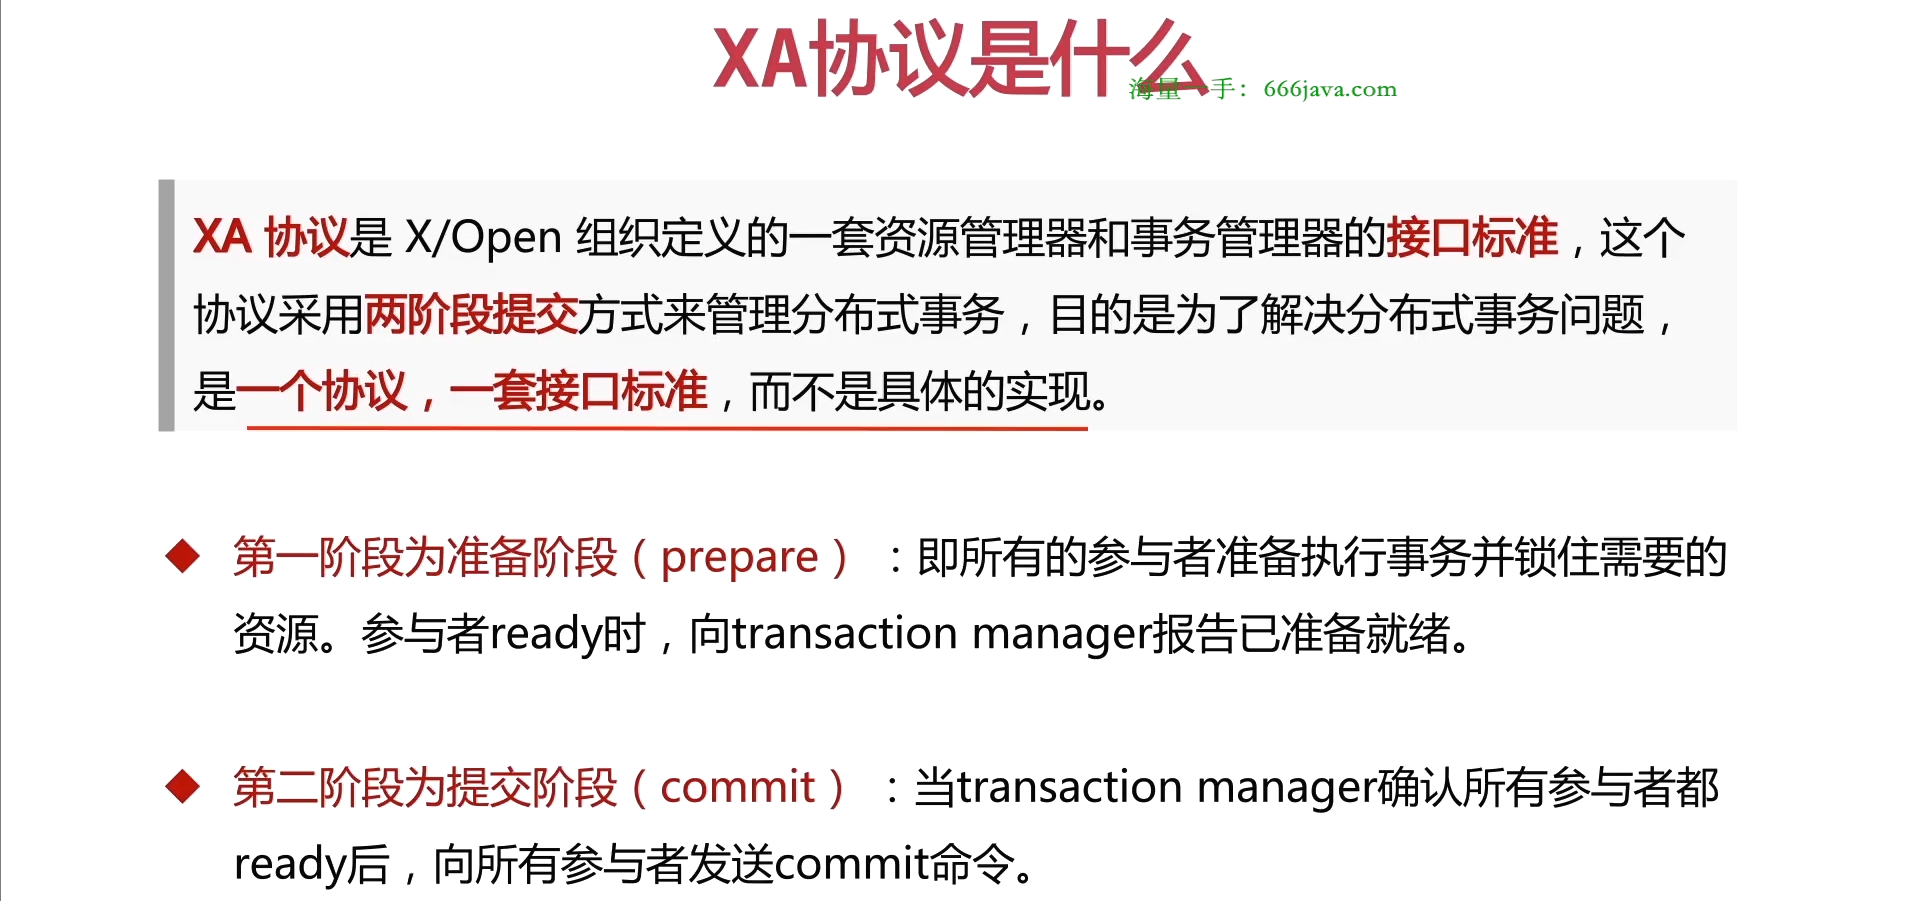 XA协议是什么
海量一手：666java.com
XA 协议是 X/Open 组织定义的一套资源管理器和事务管理器的接口标准，这个
协议采用两阶段提交方式来管理分布式事务，目的是为了解决分布式事务问题，
是一个协议，一套接口标准，而不是具体的实现。
第一阶段为准备阶段（prepare）：即所有的参与者准备执行事务并锁住需要的
资源。参与者ready时，向transaction manager报告已准备就绪。
第二阶段为提交阶段（commit）：当transaction manager确认所有参与者都
ready后，向所有参与者发送commit命令。